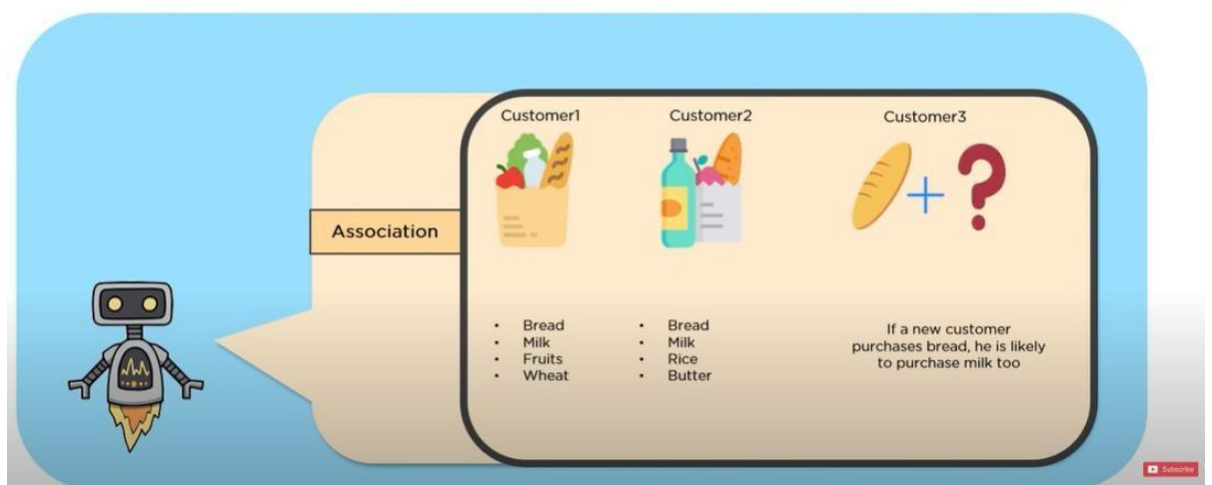 Customer1
Customer2
Customer3
Association
Bread
Milk
Fruits
Wheat
Bread
Milk
Rice
Butter
If a new customer
purchases bread, he is likely
to purchase milk too
Subscribe